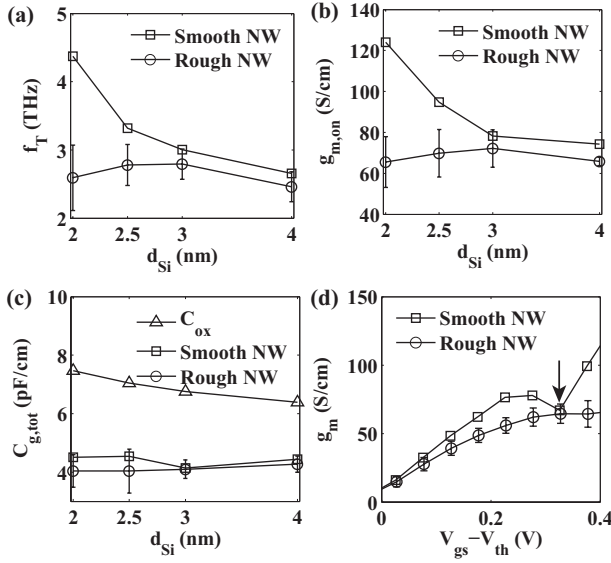 (a)
Smooth NW
Rough NW
5
4
3
2
f_T (THz)
2 2.5 3 4
d_Si (nm)
(b)
Smooth NW
Rough NW
140
120
100
80
60
40
g_m,on (S/cm)
2 2.5 3 4
d_Si (nm)
(c)
C_ox
Smooth NW
Rough NW
10
8
6
4
C_g,tot (pF/cm)
2 2.5 3 4
d_Si (nm)
(d)
Smooth NW
Rough NW
150
100
50
0
g_m (S/cm)
0 0.2 0.4
V_gs−V_th (V)